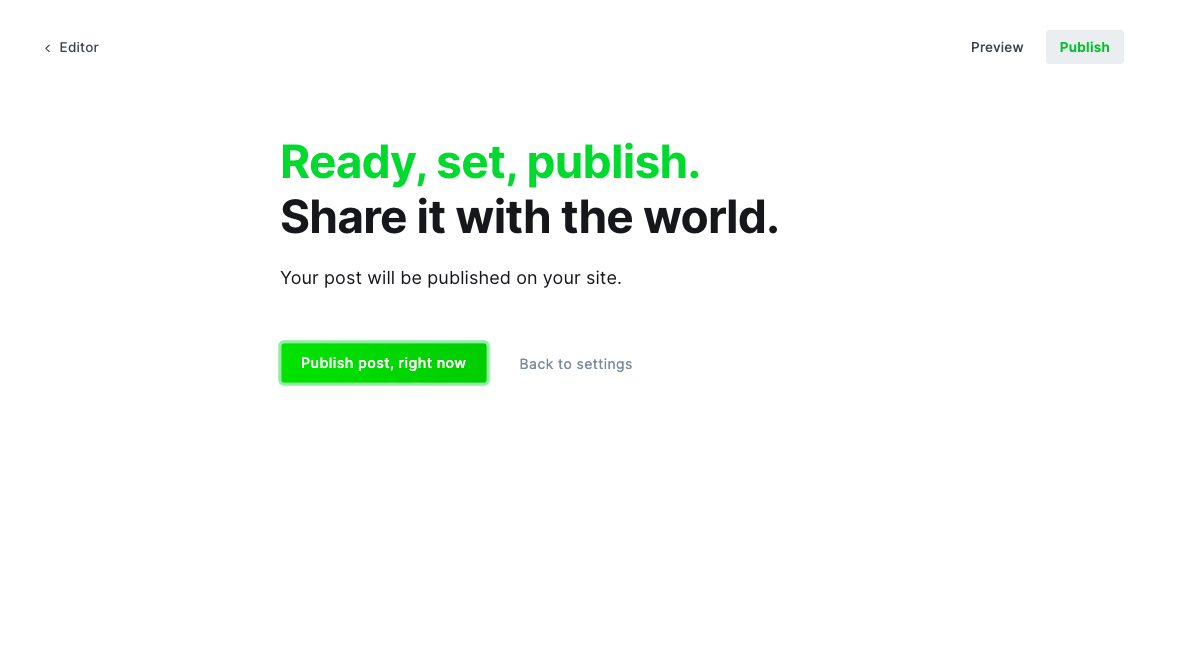 Editor
Preview
Publish
Ready, set, publish.
Share it with the world.
Your post will be published on your site.
Publish post, right now
Back to settings